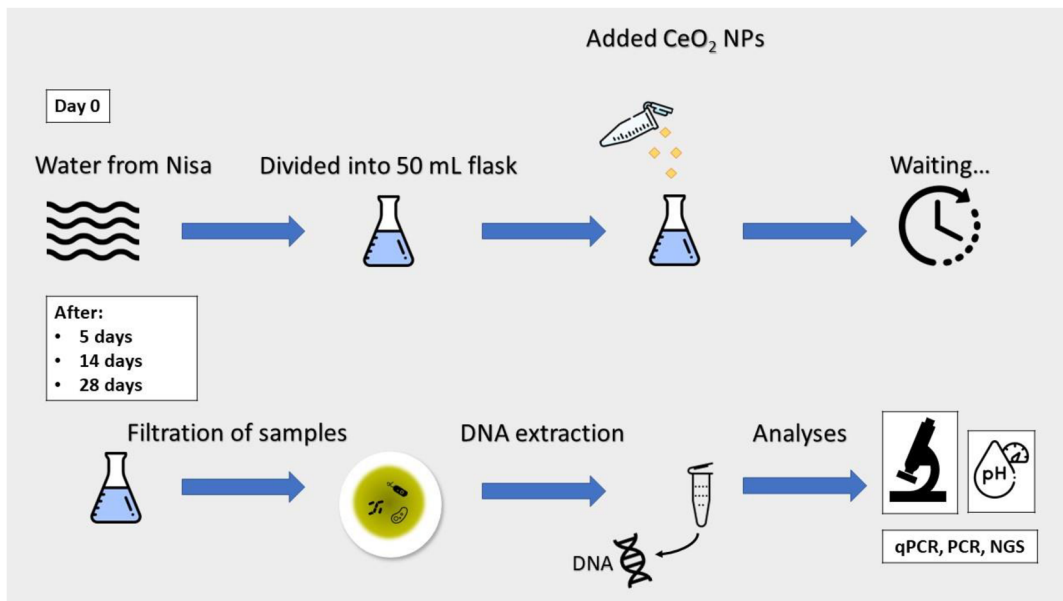 Added CeO₂ NPs
Day 0
Water from Nisa
Divided into 50 mL flask
Waiting...
After:
• 5 days
• 14 days
• 28 days
Filtration of samples
DNA extraction
Analyses
pH
DNA
qPCR, PCR, NGS